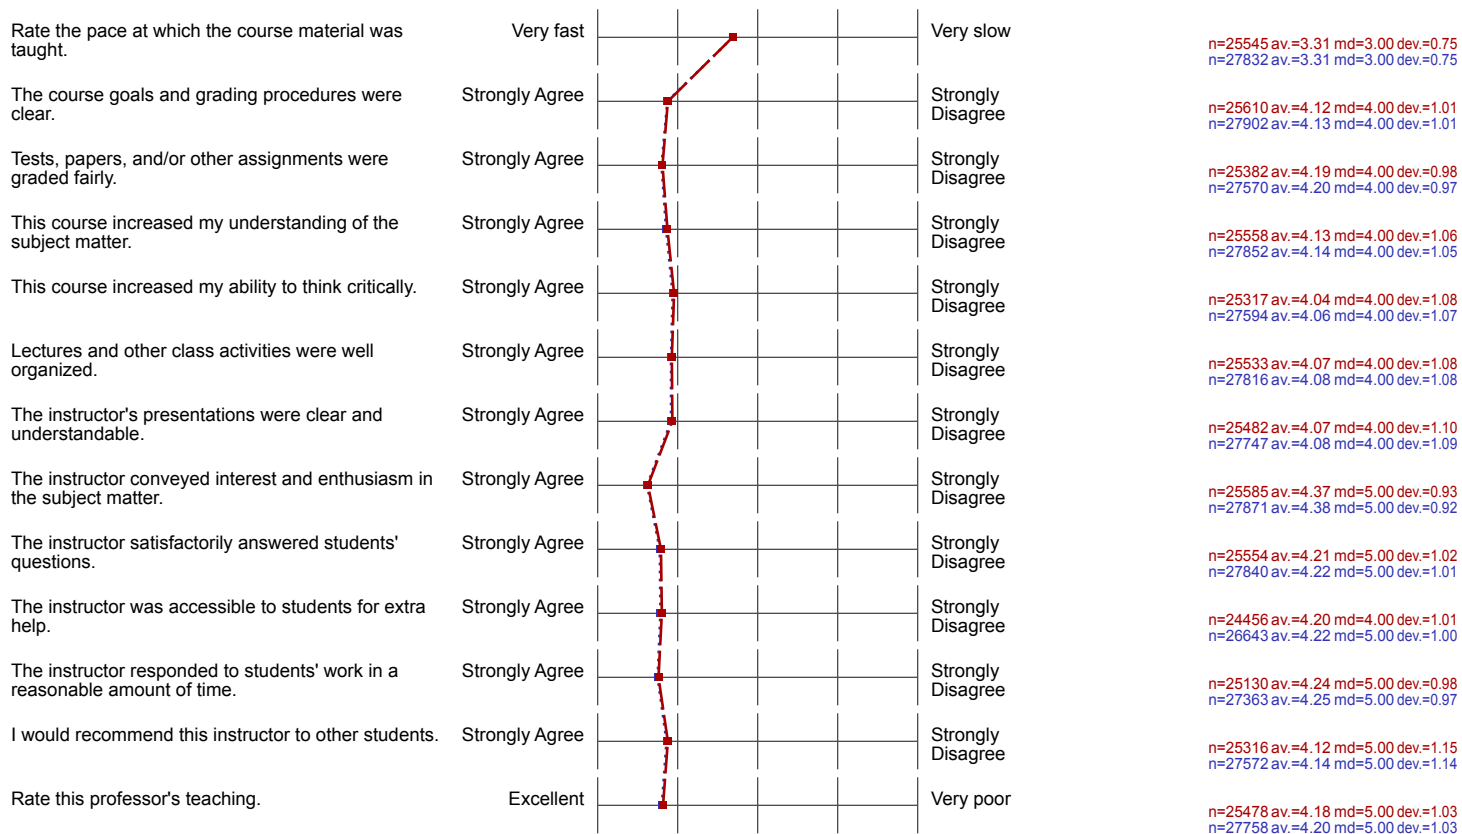 Rate the pace at which the course material was
taught.
Very fast
Very slow
n=25545 av.=3.31 md=3.00 dev.=0.75
n=27832 av.=3.31 md=3.00 dev.=0.75
The course goals and grading procedures were
clear.
Strongly Agree
Strongly
Disagree
n=25610 av.=4.12 md=4.00 dev.=1.01
n=27902 av.=4.13 md=4.00 dev.=1.01
Tests, papers, and/or other assignments were
graded fairly.
Strongly Agree
Strongly
Disagree
n=25382 av.=4.19 md=4.00 dev.=0.98
n=27570 av.=4.20 md=4.00 dev.=0.97
This course increased my understanding of the
subject matter.
Strongly Agree
Strongly
Disagree
n=25558 av.=4.13 md=4.00 dev.=1.06
n=27852 av.=4.14 md=4.00 dev.=1.05
This course increased my ability to think critically.
Strongly Agree
Strongly
Disagree
n=25317 av.=4.04 md=4.00 dev.=1.08
n=27594 av.=4.06 md=4.00 dev.=1.07
Lectures and other class activities were well
organized.
Strongly Agree
Strongly
Disagree
n=25533 av.=4.07 md=4.00 dev.=1.08
n=27816 av.=4.08 md=4.00 dev.=1.08
The instructor's presentations were clear and
understandable.
Strongly Agree
Strongly
Disagree
n=25482 av.=4.07 md=4.00 dev.=1.10
n=27747 av.=4.08 md=4.00 dev.=1.09
The instructor conveyed interest and enthusiasm in
the subject matter.
Strongly Agree
Strongly
Disagree
n=25585 av.=4.37 md=5.00 dev.=0.93
n=27871 av.=4.38 md=5.00 dev.=0.92
The instructor satisfactorily answered students'
questions.
Strongly Agree
Strongly
Disagree
n=25554 av.=4.21 md=5.00 dev.=1.02
n=27840 av.=4.22 md=5.00 dev.=1.01
The instructor was accessible to students for extra
help.
Strongly Agree
Strongly
Disagree
n=24456 av.=4.20 md=4.00 dev.=1.01
n=26643 av.=4.22 md=5.00 dev.=1.00
The instructor responded to students' work in a
reasonable amount of time.
Strongly Agree
Strongly
Disagree
n=25130 av.=4.24 md=5.00 dev.=0.98
n=27363 av.=4.25 md=5.00 dev.=0.97
I would recommend this instructor to other students.
Strongly Agree
Strongly
Disagree
n=25316 av.=4.12 md=5.00 dev.=1.15
n=27572 av.=4.14 md=5.00 dev.=1.14
Rate this professor's teaching.
Excellent
Very poor
n=25478 av.=4.18 md=5.00 dev.=1.03
n=27758 av.=4.20 md=5.00 dev.=1.03